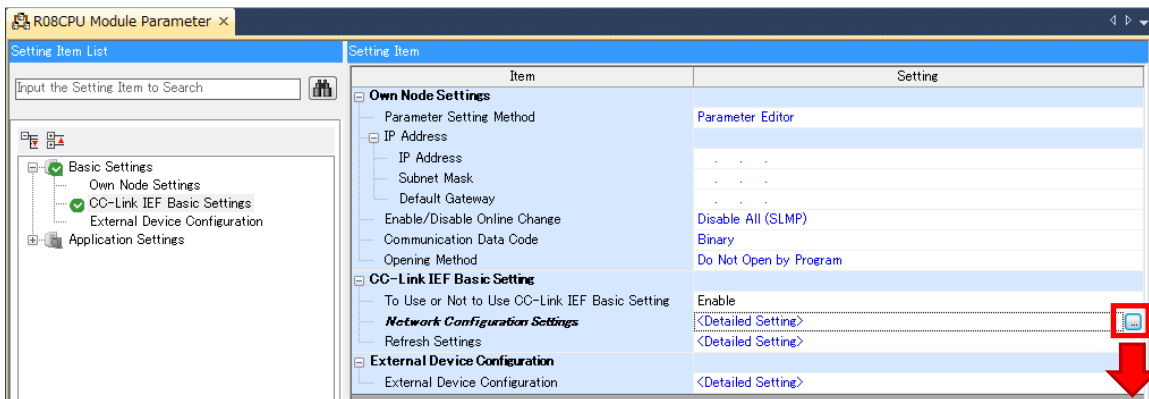 R08CPU Module Parameter ×
Setting Item List
Input the Setting Item to Search
Basic Settings
Own Node Settings
CC-Link IEF Basic Settings
External Device Configuration
Application Settings
Setting Item
Item Setting
Own Node Settings
Parameter Setting Method Parameter Editor
IP Address
IP Address . . .
Subnet Mask . . .
Default Gateway . . .
Enable/Disable Online Change Disable All (SLMP)
Communication Data Code Binary
Opening Method Do Not Open by Program
CC-Link IEF Basic Setting
To Use or Not to Use CC-Link IEF Basic Setting Enable
Network Configuration Settings <Detailed Setting> ...
Refresh Settings <Detailed Setting>
External Device Configuration
External Device Configuration <Detailed Setting>